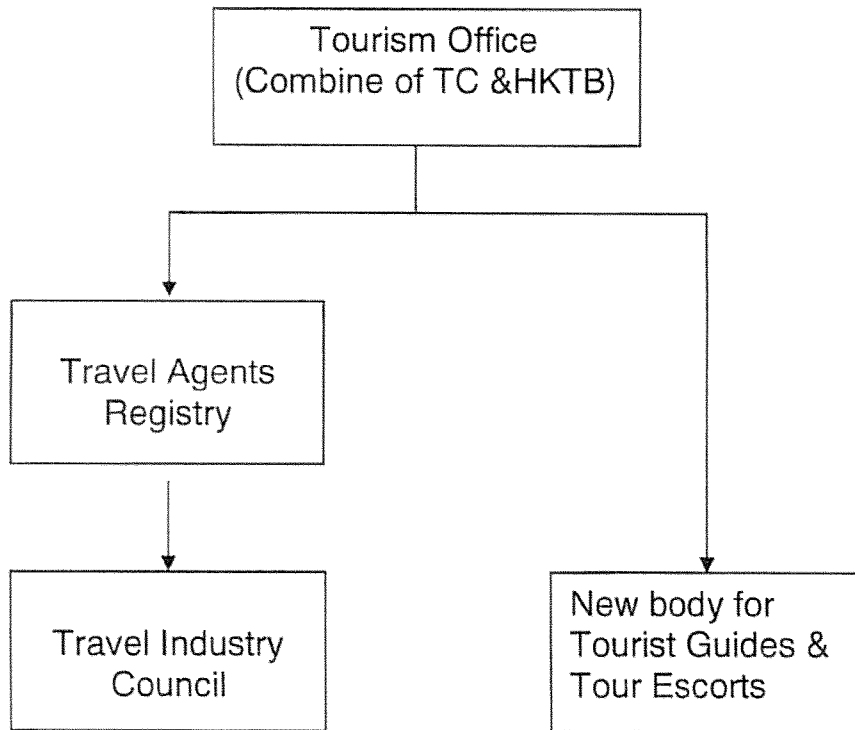 Tourism Office
(Combine of TC &HKTB)
Travel Agents
Registry
Travel Industry
Council
New body for
Tourist Guides &
Tour Escorts